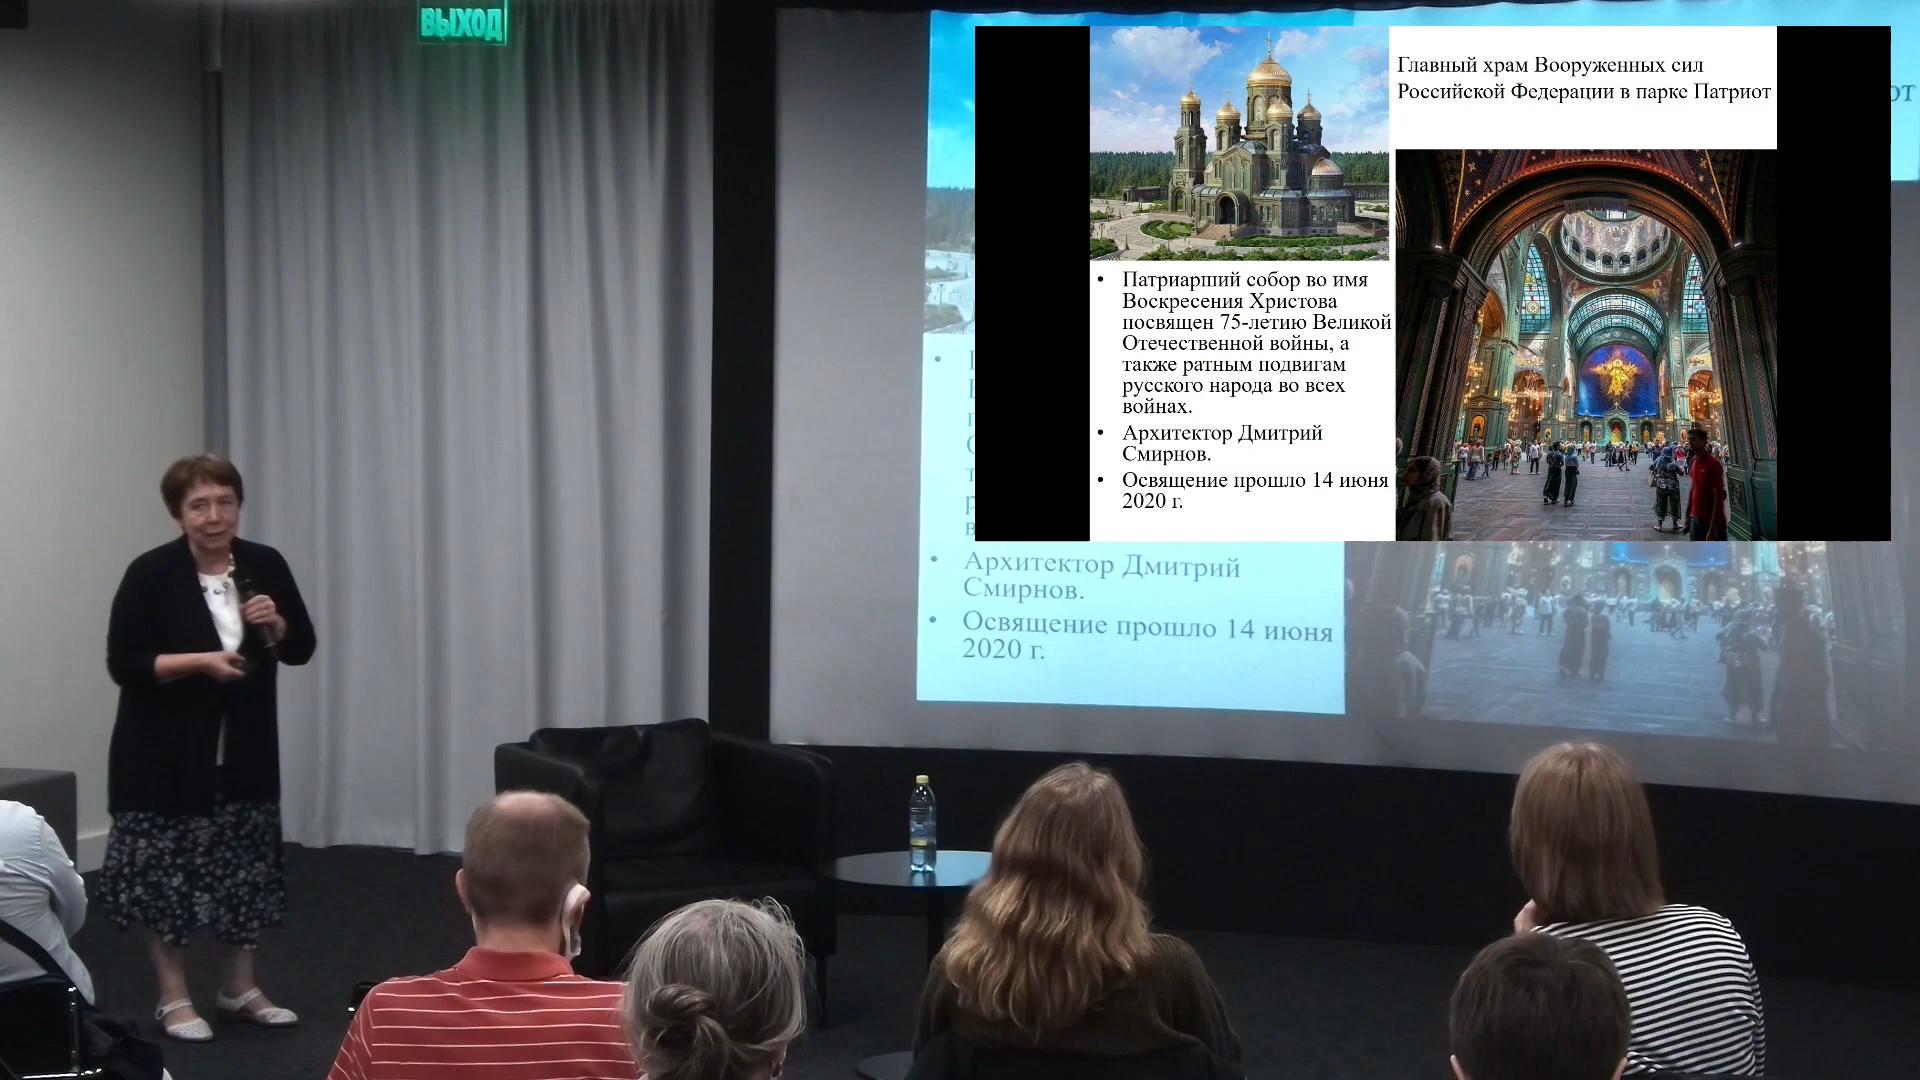 ВЫХОД
Главный храм Вооруженных сил
Российской Федерации в парке Патриот
• Патриарший собор во имя
Воскресения Христова
посвящен 75-летию Великой
Отечественной войны, а
также ратным подвигам
русского народа во всех
войнах.
• Архитектор Дмитрий
Смирнов.
• Освящение прошло 14 июня
2020 г.
от
• Архитектор Дмитрий
Смирнов.
• Освящение прошло 14 июня
2020 г.